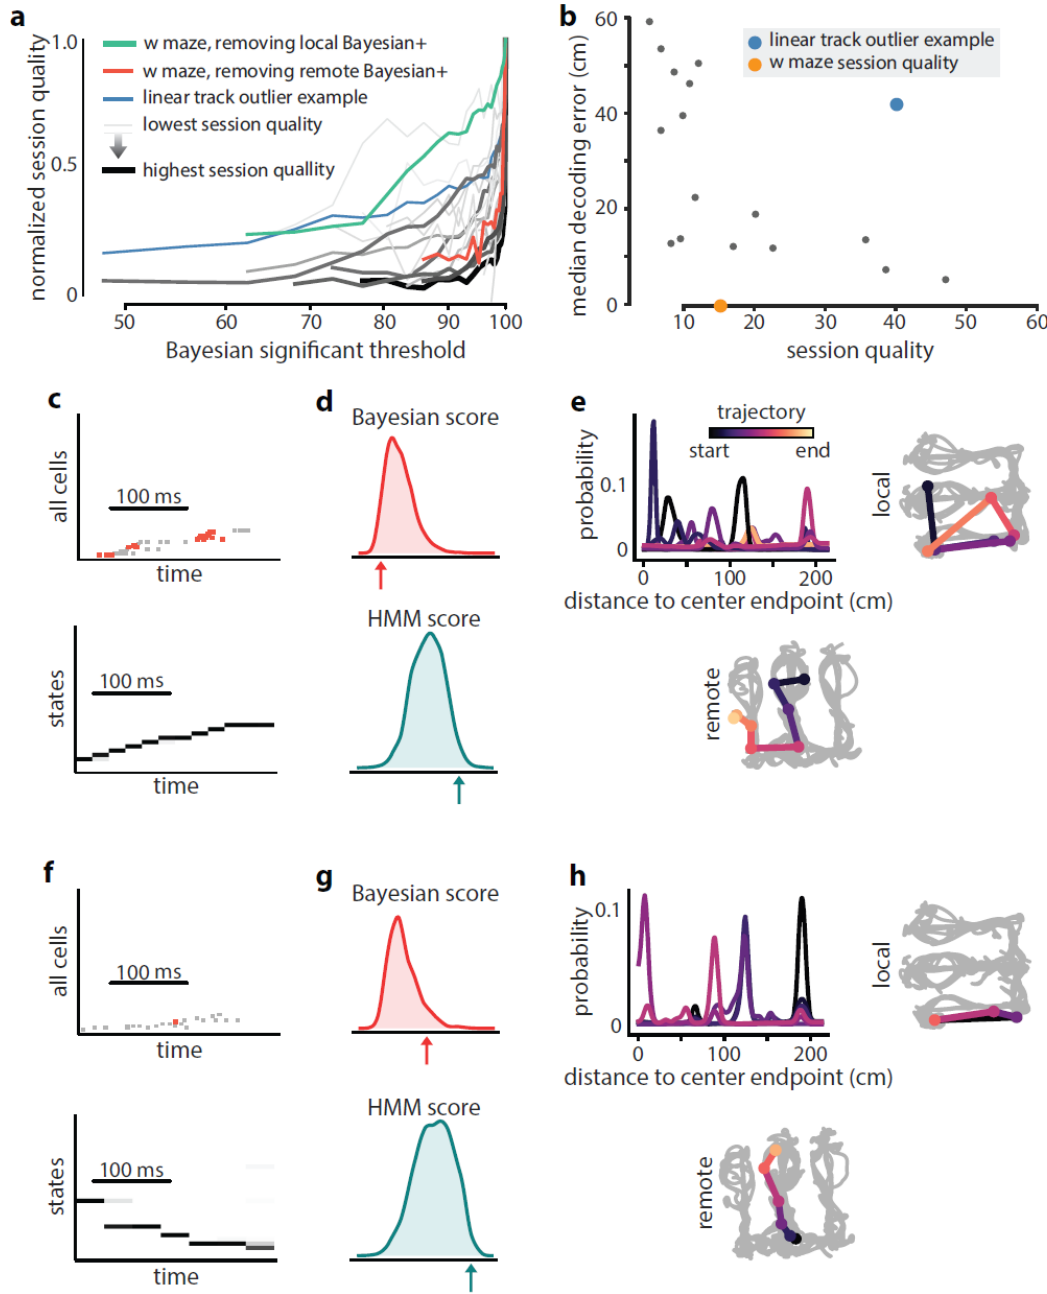 a
normalized session quality
1.0
0.5
0
w maze, removing local Bayesian+
w maze, removing remote Bayesian+
linear track outlier example
lowest session quality
highest session quallity
50 60 70 80 90 100
Bayesian significant threshold
b
median decoding error (cm)
60
40
20
0
linear track outlier example
w maze session quality
10 20 30 40 50 60
session quality
c
all cells
100 ms
time
states
100 ms
time
d
Bayesian score
HMM score
e
probability
0.1
0
trajectory
start end
0 100 200
distance to center endpoint (cm)
local
remote
f
all cells
100 ms
time
states
100 ms
time
g
Bayesian score
HMM score
h
probability
0.1
0
0 100 200
distance to center endpoint (cm)
local
remote